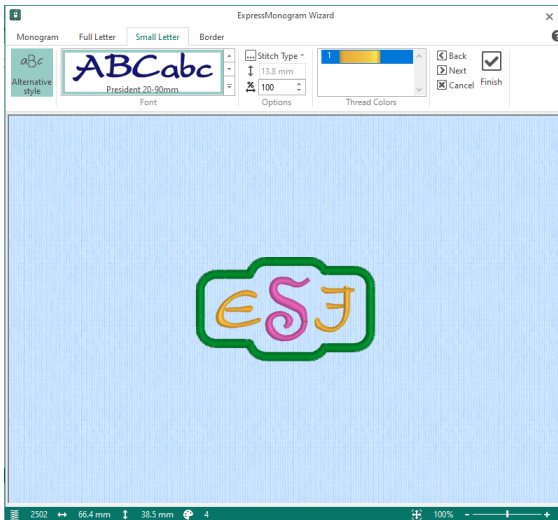 ExpressMonogram Wizard
Monogram Full Letter Small Letter Border
aBc
Alternative style
ABCabc
President 20-90mm
Font
Stitch Type
13.8 mm
100
Options
1
Thread Colors
Back
Next
Cancel
Finish
ESJ
2502 66.4 mm 38.5 mm 4 100% - +